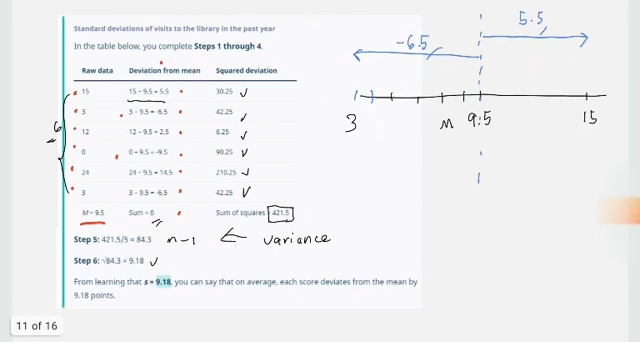 Standard deviations of visits to the library in the past year
In the table below, you complete Steps 1 through 4.
Raw data Deviation from mean Squared deviation
15 15 – 9.5 = 5.5 30.25
3 3 – 9.5 = -6.5 42.25
12 12 – 9.5 = 2.5 6.25
0 0 – 9.5 = -9.5 90.25
24 24 – 9.5 = 14.5 210.25
3 3 – 9.5 = -6.5 42.25
M = 9.5 Sum = 0 Sum of squares = 421.5
6
Step 5: 421.5/5 = 84.3 n-1 ← variance
Step 6: √84.3 = 9.18
From learning that s = 9.18, you can say that on average, each score deviates from the mean by
9.18 points.
-6.5 5.5
3 M 9.5 15
11 of 16